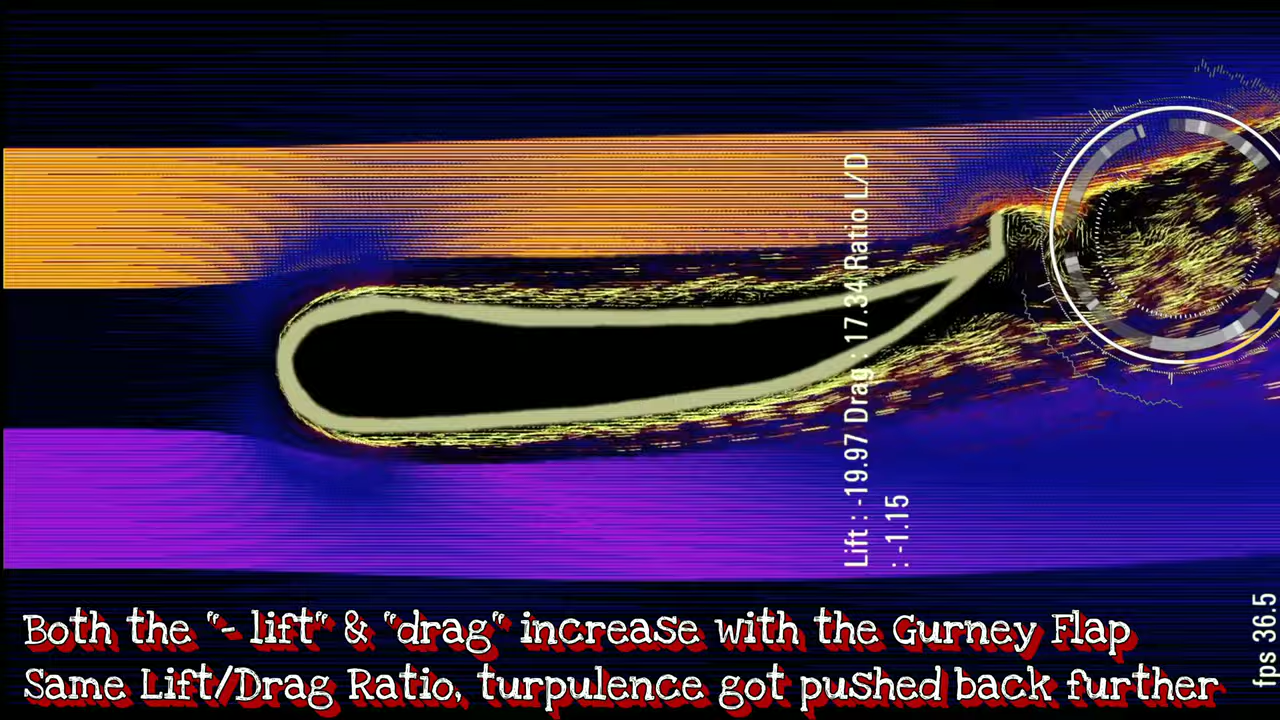 Lift : -19.97 Drag : 17.34 Ratio L/D
: -1.15
fps 36.5
Both the "- lift" & "drag" increase with the Gurney Flap
Same Lift/Drag Ratio, turpulence got pushed back further